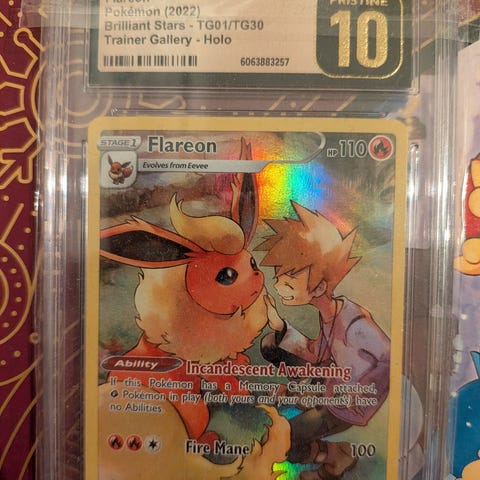 Flareon
Pokémon (2022)
Brilliant Stars - TG01/TG30
Trainer Gallery - Holo
6063883257
PRISTINE
10
STAGE 1
Flareon
HP 110
Evolves from Eevee
Ability
Incandescent Awakening
If this Pokémon has a Memory Capsule attached,
Pokémon in play (both yours and your opponent's) have
no Abilities.
Fire Mane
100